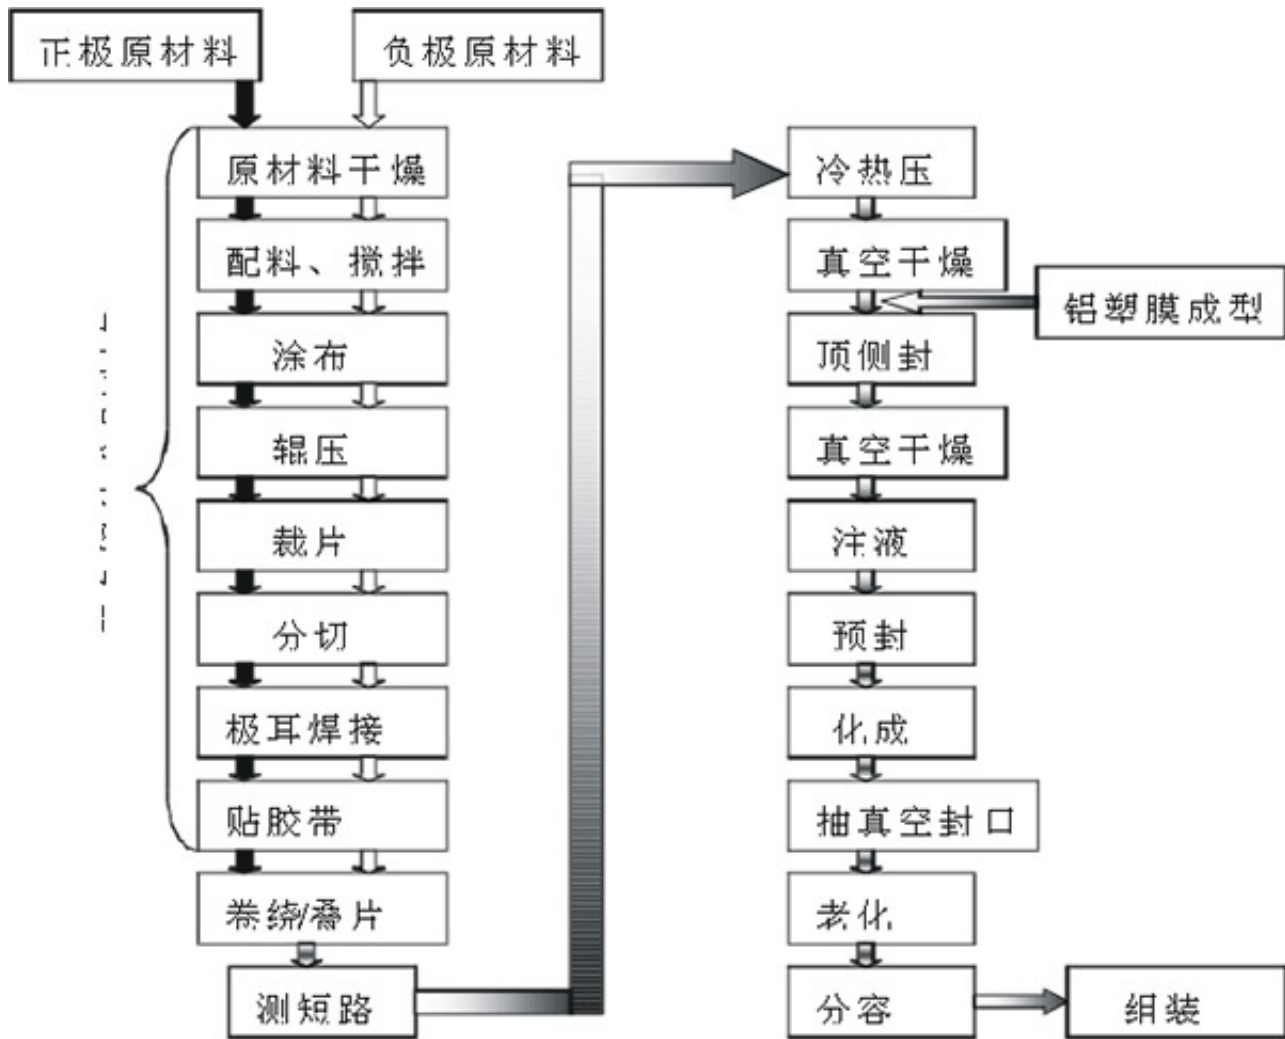 正极原材料
负极原材料
原材料干燥
配料、搅拌
涂布
辊压
裁片
分切
极耳焊接
贴胶带
卷绕/叠片
测短路
冷热压
真空干燥
铝塑膜成型
顶侧封
真空干燥
注液
预封
化成
抽真空封口
老化
分容
组装